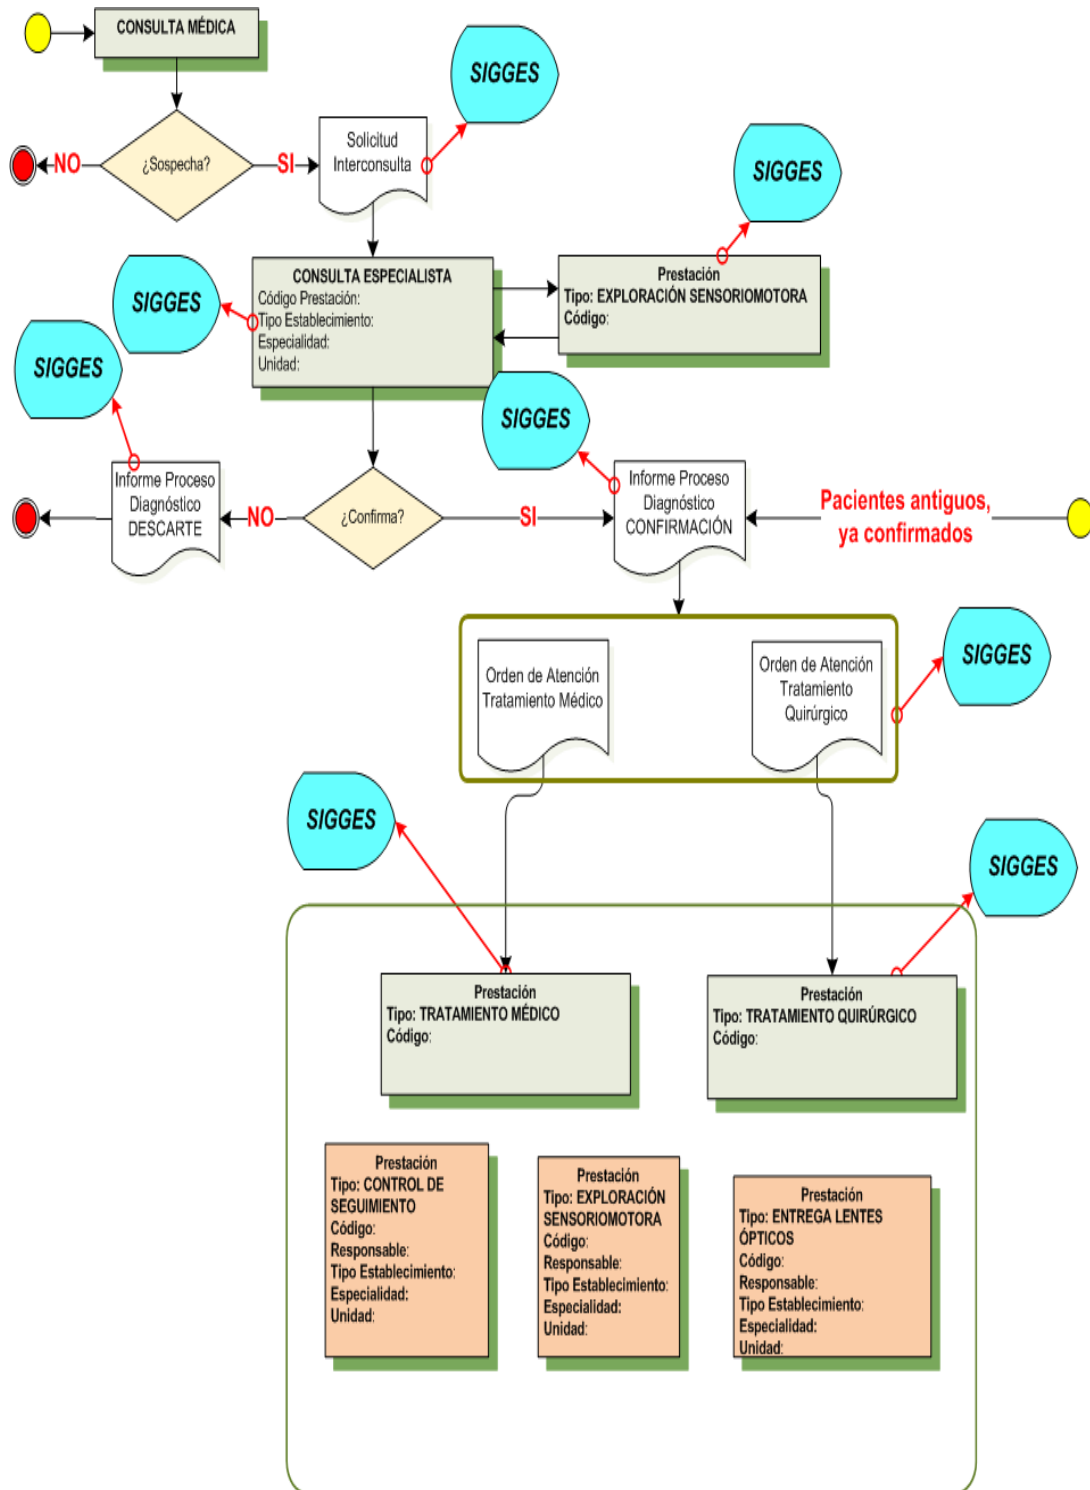 CONSULTA MÉDICA
SIGGES
¿Sospecha?
NO
SI
Solicitud
Interconsulta
SIGGES
CONSULTA ESPECIALISTA
Código Prestación:
Tipo Establecimiento:
Especialidad:
Unidad:
Prestación
Tipo: EXPLORACIÓN SENSORIOMOTORA
Código:
SIGGES
SIGGES
SIGGES
Informe Proceso
Diagnóstico
DESCARTE
NO
¿Confirma?
SI
Informe Proceso
Diagnóstico
CONFIRMACIÓN
Pacientes antiguos,
ya confirmados
Orden de Atención
Tratamiento Médico
Orden de Atención
Tratamiento
Quirúrgico
SIGGES
SIGGES
SIGGES
Prestación
Tipo: TRATAMIENTO MÉDICO
Código:
Prestación
Tipo: TRATAMIENTO QUIRÚRGICO
Código:
Prestación
Tipo: CONTROL DE
SEGUIMIENTO
Código:
Responsable:
Tipo Establecimiento:
Especialidad:
Unidad:
Prestación
Tipo: EXPLORACIÓN
SENSORIOMOTORA
Código:
Responsable:
Tipo Establecimiento:
Especialidad:
Unidad:
Prestación
Tipo: ENTREGA LENTES
ÓPTICOS
Código:
Responsable:
Tipo Establecimiento:
Especialidad:
Unidad: